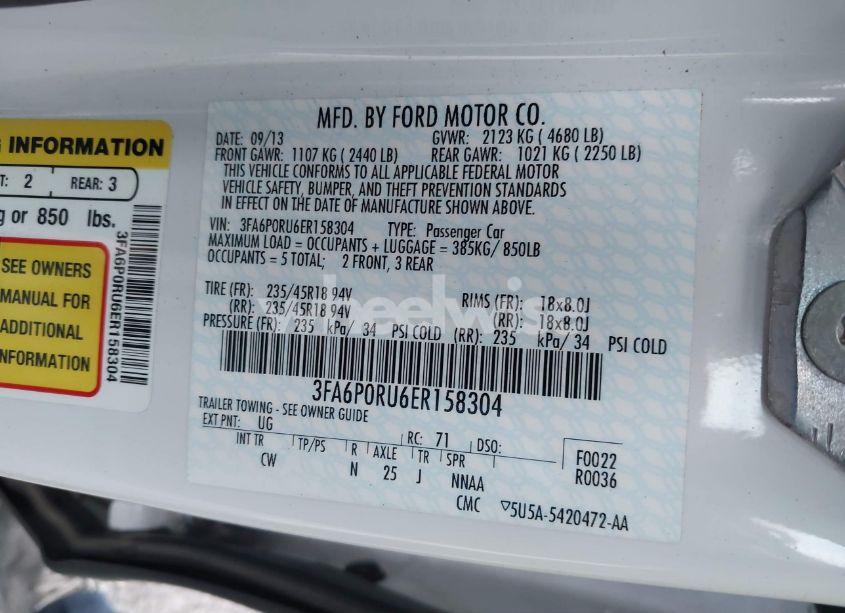 G INFORMATION
T: 2 REAR: 3
g or 850 lbs.
SEE OWNERS
MANUAL FOR
ADDITIONAL
INFORMATION
3FA6P0RU6ER158304
MFD. BY FORD MOTOR CO.
DATE: 09/13 GVWR: 2123 KG ( 4680 LB)
FRONT GAWR: 1107 KG ( 2440 LB) REAR GAWR: 1021 KG ( 2250 LB)
THIS VEHICLE CONFORMS TO ALL APPLICABLE FEDERAL MOTOR
VEHICLE SAFETY, BUMPER, AND THEFT PREVENTION STANDARDS
IN EFFECT ON THE DATE OF MANUFACTURE SHOWN ABOVE.
VIN: 3FA6P0RU6ER158304 TYPE: Passenger Car
MAXIMUM LOAD = OCCUPANTS + LUGGAGE = 385KG/ 850LB
OCCUPANTS = 5 TOTAL; 2 FRONT, 3 REAR
TIRE (FR): 235/45R18 94V RIMS (FR): 18x8.0J
(RR): 235/45R18 94V (RR): 18x8.0J
PRESSURE (FR): 235 kPa/ 34 PSI COLD (RR): 235 kPa/ 34 PSI COLD
3FA6P0RU6ER158304
TRAILER TOWING - SEE OWNER GUIDE
EXT PNT: UG RC: 71 DSO: F0022
R0036
INT TR TP/PS R AXLE TR SPR
CW N 25 J NNAA
CMC ▽5U5A-5420472-AA
wheelwis